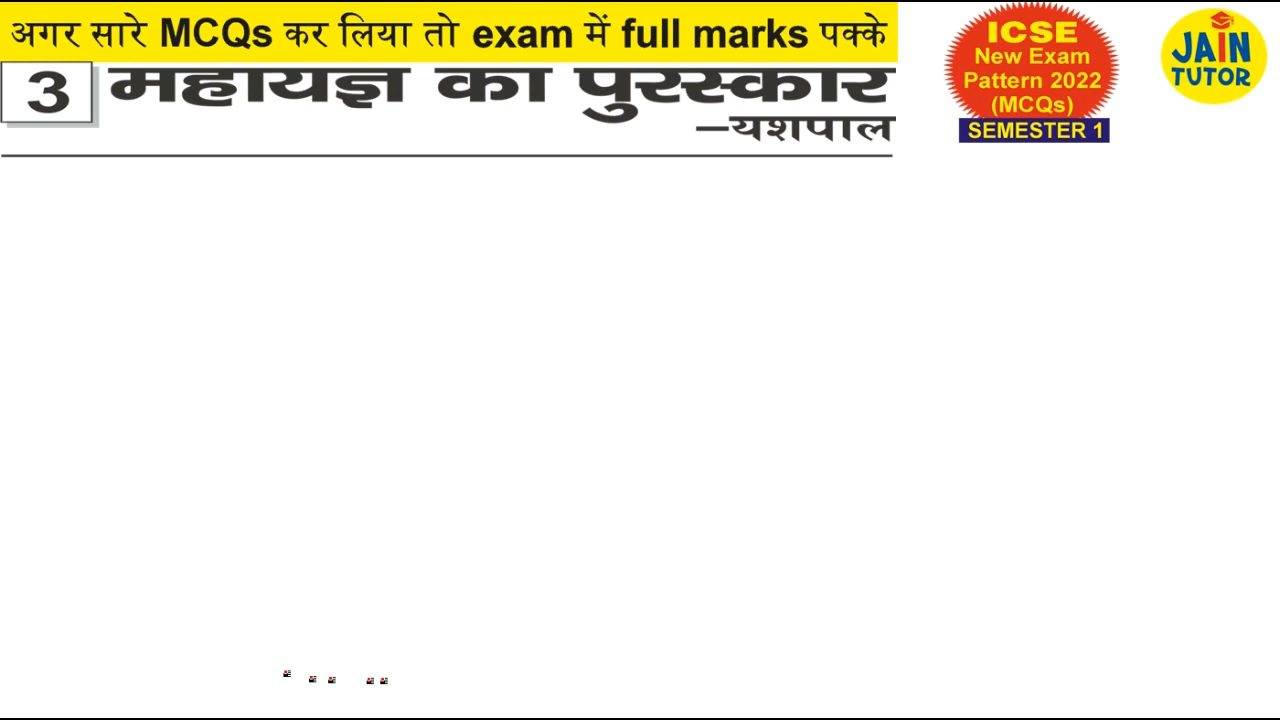 अगर सारे MCQs कर लिया तो exam में full marks पक्के
3 महायज्ञ का पुरस्कार
–यशपाल
ICSE
New Exam
Pattern 2022
(MCQs)
SEMESTER 1
JAIN
TUTOR